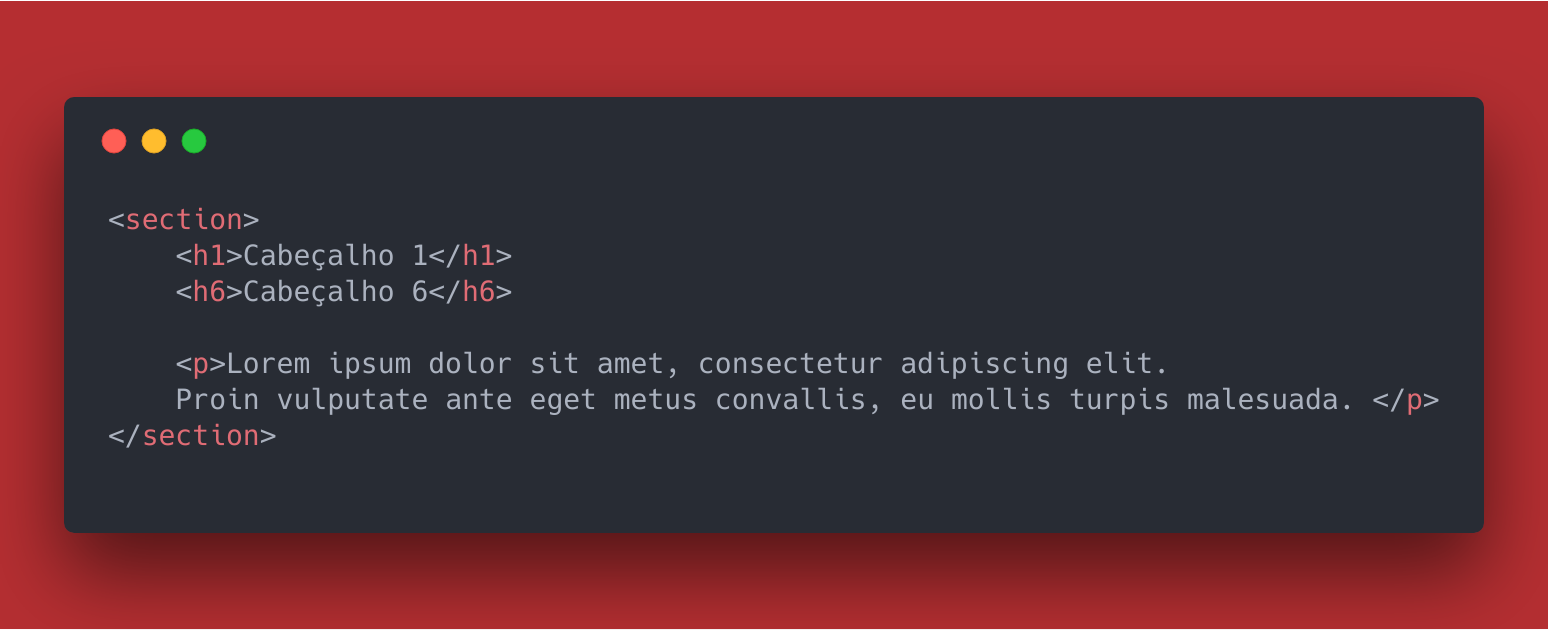 <section>
    <h1>Cabeçalho 1</h1>
    <h6>Cabeçalho 6</h6>

    <p>Lorem ipsum dolor sit amet, consectetur adipiscing elit.
    Proin vulputate ante eget metus convallis, eu mollis turpis malesuada. </p>
</section>